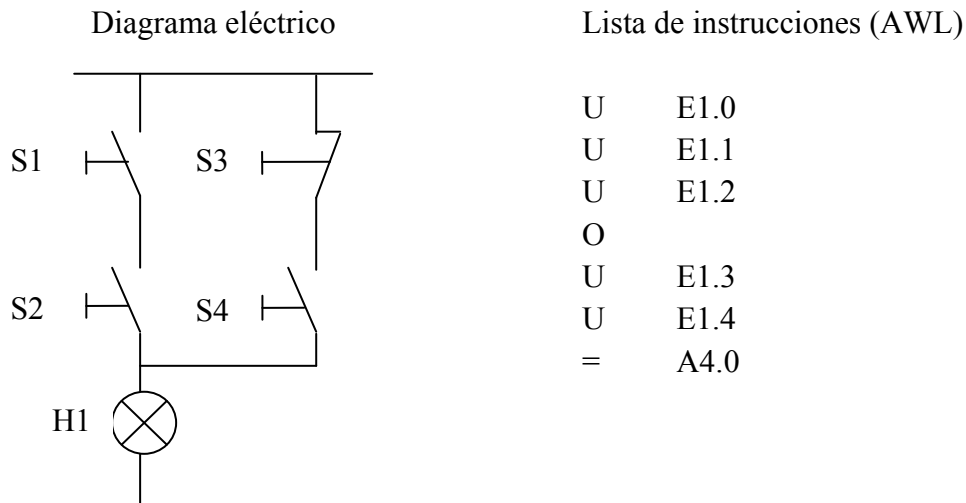 Diagrama eléctrico
S1
S3
S2
S4
H1
Lista de instrucciones (AWL)
U E1.0
U E1.1
U E1.2
O
U E1.3
U E1.4
= A4.0